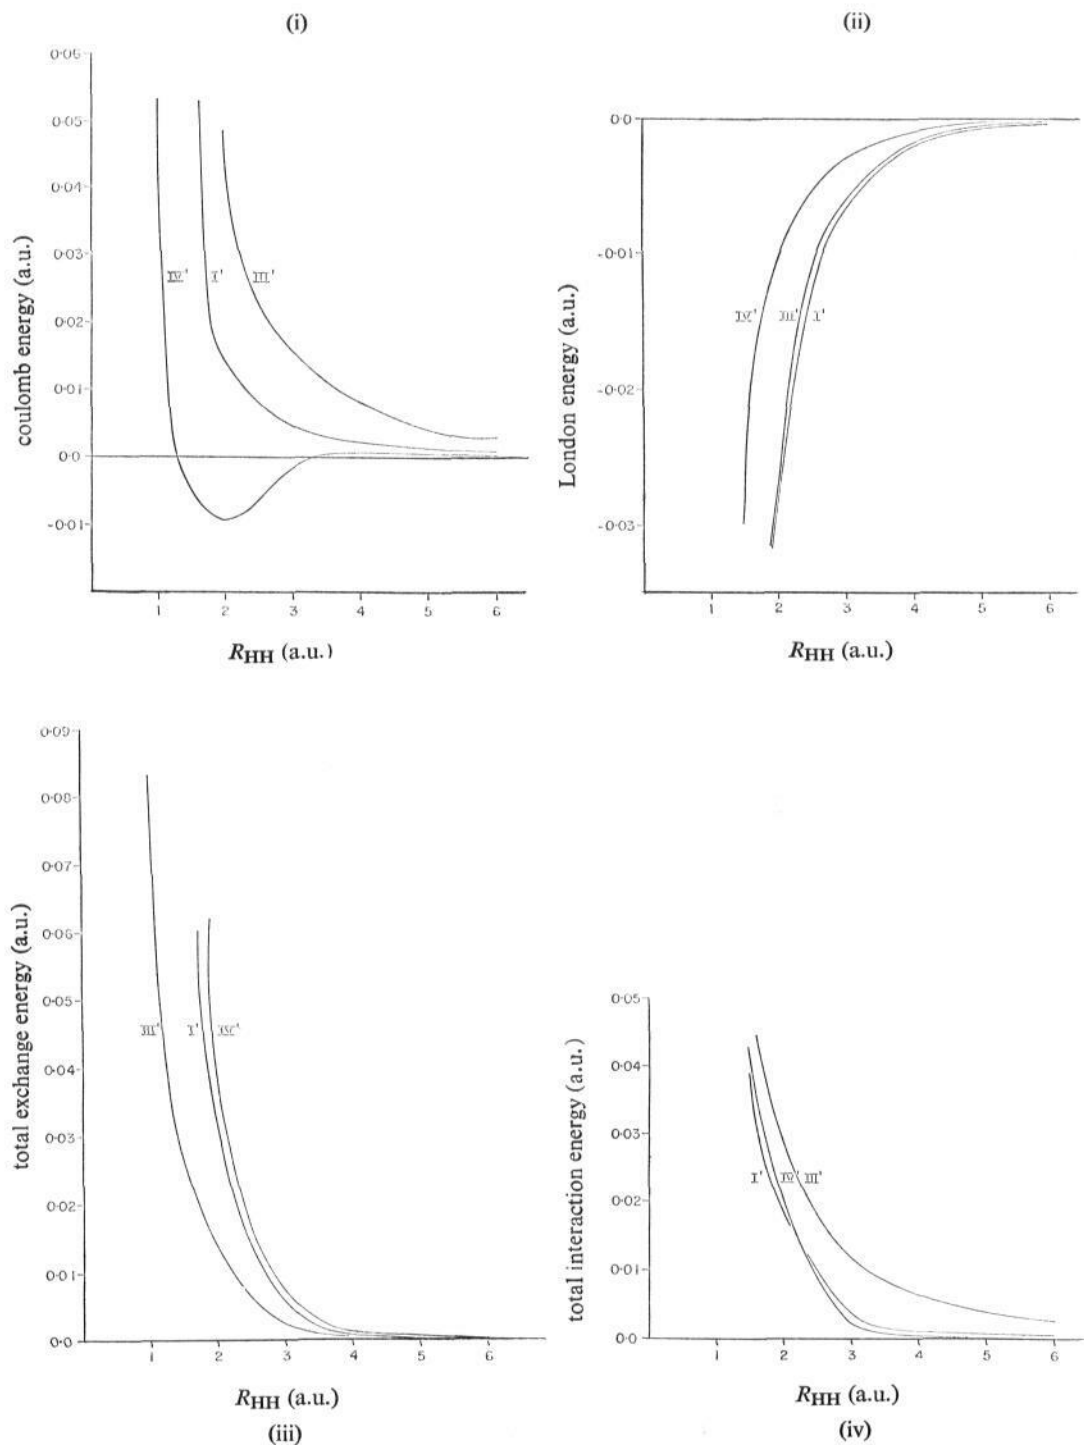 (i)
0·06
0·05
0·04
0·03
0·02
0·01
0·0
-0·01
coulomb energy (a.u.)
IV' I' III'
1 2 3 4 5 6
R_HH (a.u.)
(ii)
0·0
-0·01
-0·02
-0·03
London energy (a.u.)
IV' III' I'
1 2 3 4 5 6
R_HH (a.u.)
0·09
0·08
0·07
0·06
0·05
0·04
0·03
0·02
0·01
0·0
total exchange energy (a.u.)
III' I' IV'
1 2 3 4 5 6
R_HH (a.u.)
(iii)
0·05
0·04
0·03
0·02
0·01
0·0
total interaction energy (a.u.)
I' IV' III'
1 2 3 4 5 6
R_HH (a.u.)
(iv)